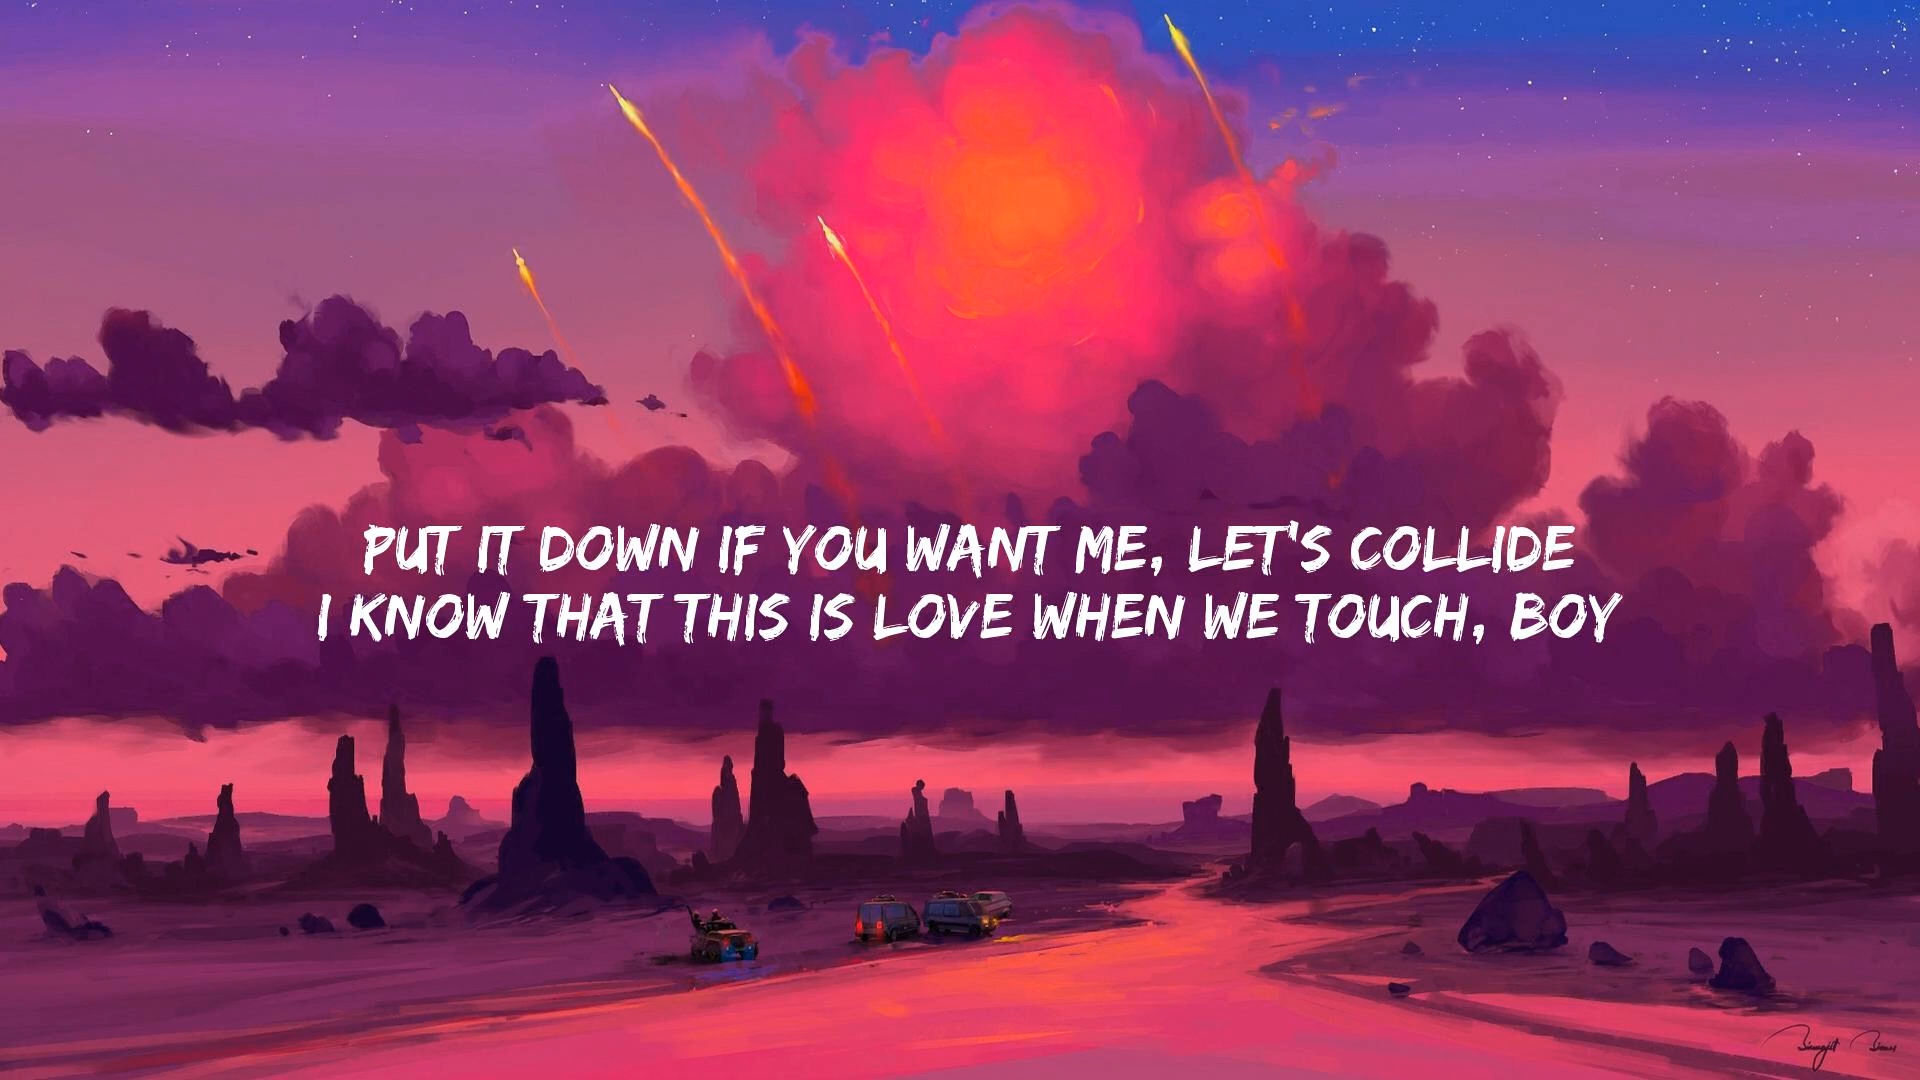 PUT IT DOWN IF YOU WANT ME, LET'S COLLIDE
I KNOW THAT THIS IS LOVE WHEN WE TOUCH, BOY